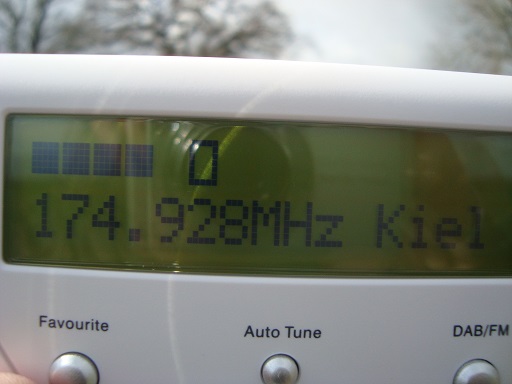 174.928MHz Kiel
Favourite Auto Tune DAB/FM